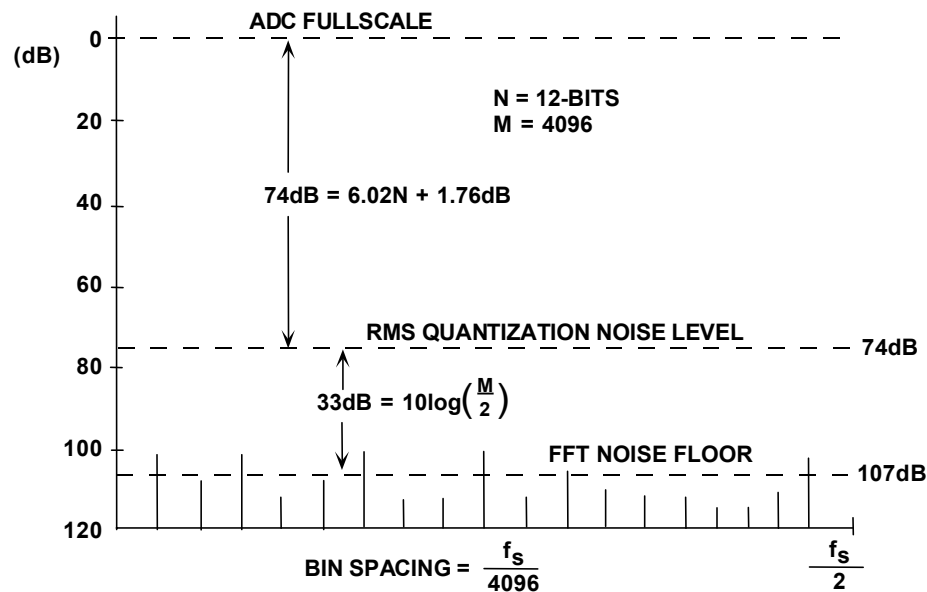 ADC FULLSCALE
0
(dB)
N = 12-BITS
M = 4096
20
74dB = 6.02N + 1.76dB
40
60
RMS QUANTIZATION NOISE LEVEL
74dB
80
33dB = 10log(M/2)
100
FFT NOISE FLOOR
107dB
120
BIN SPACING = fs/4096
fs/2